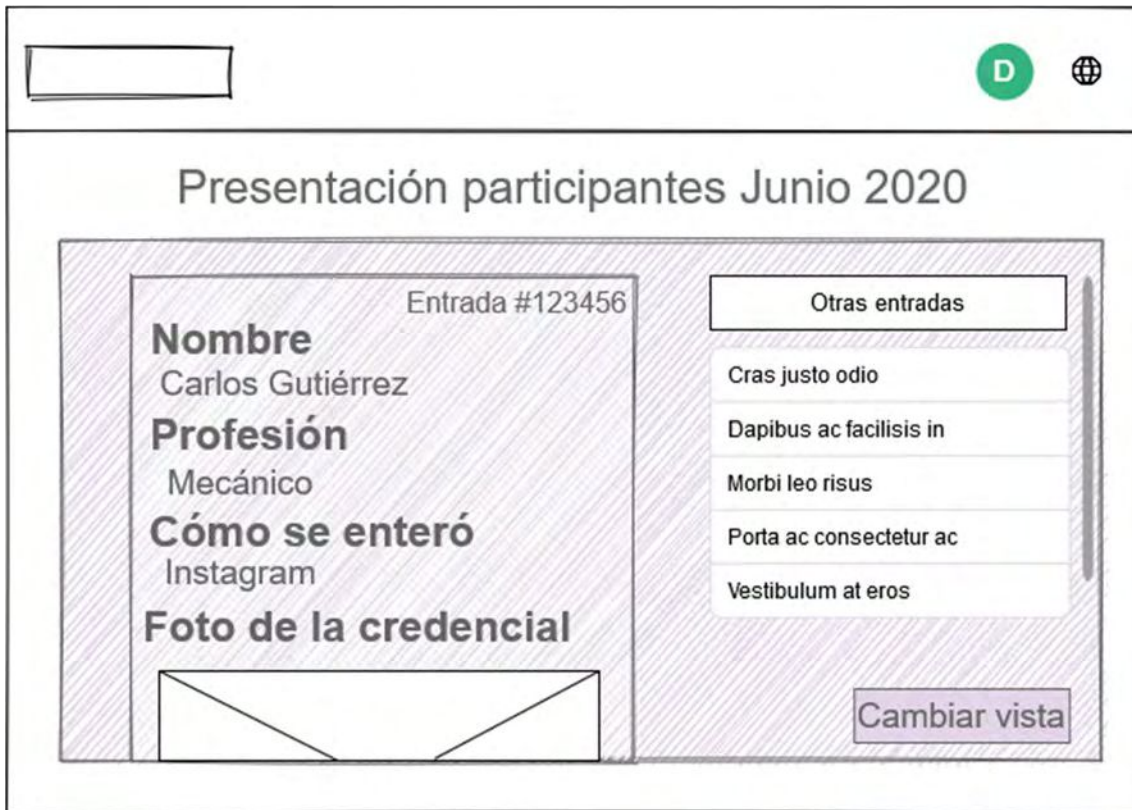 D
Presentación participantes Junio 2020
Entrada #123456
Nombre
Carlos Gutiérrez
Profesión
Mecánico
Cómo se enteró
Instagram
Foto de la credencial
Otras entradas
Cras justo odio
Dapibus ac facilisis in
Morbi leo risus
Porta ac consectetur ac
Vestibulum at eros
Cambiar vista